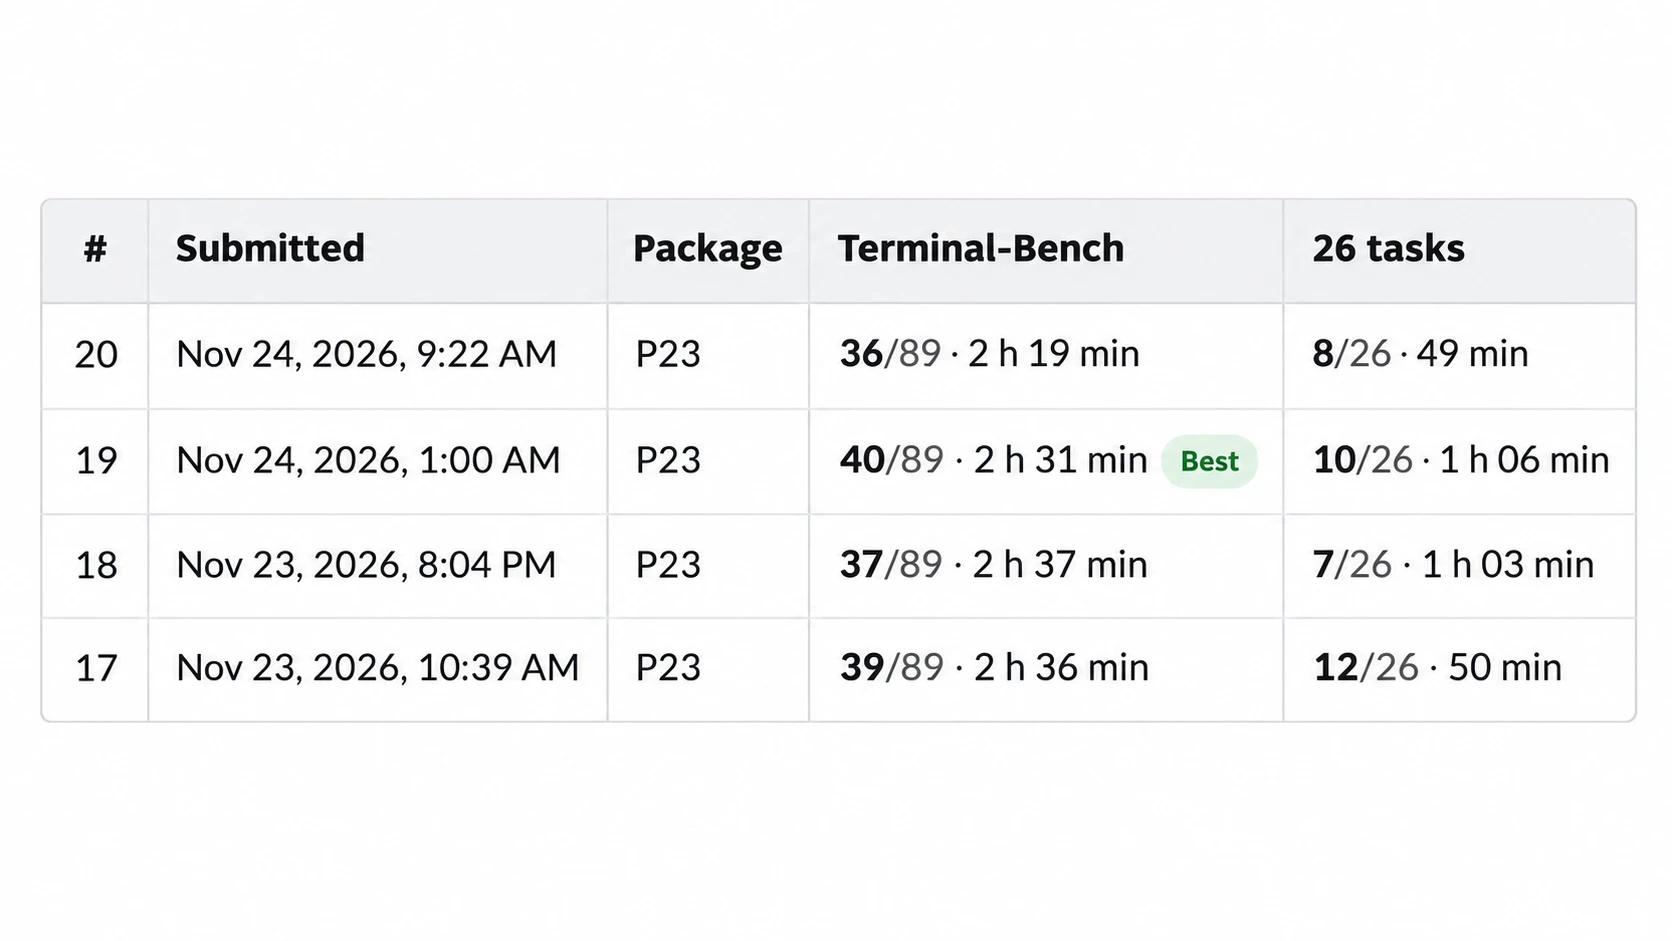 # Submitted Package Terminal-Bench 26 tasks
20 Nov 24, 2026, 9:22 AM P23 36/89 · 2 h 19 min 8/26 · 49 min
19 Nov 24, 2026, 1:00 AM P23 40/89 · 2 h 31 min Best 10/26 · 1 h 06 min
18 Nov 23, 2026, 8:04 PM P23 37/89 · 2 h 37 min 7/26 · 1 h 03 min
17 Nov 23, 2026, 10:39 AM P23 39/89 · 2 h 36 min 12/26 · 50 min